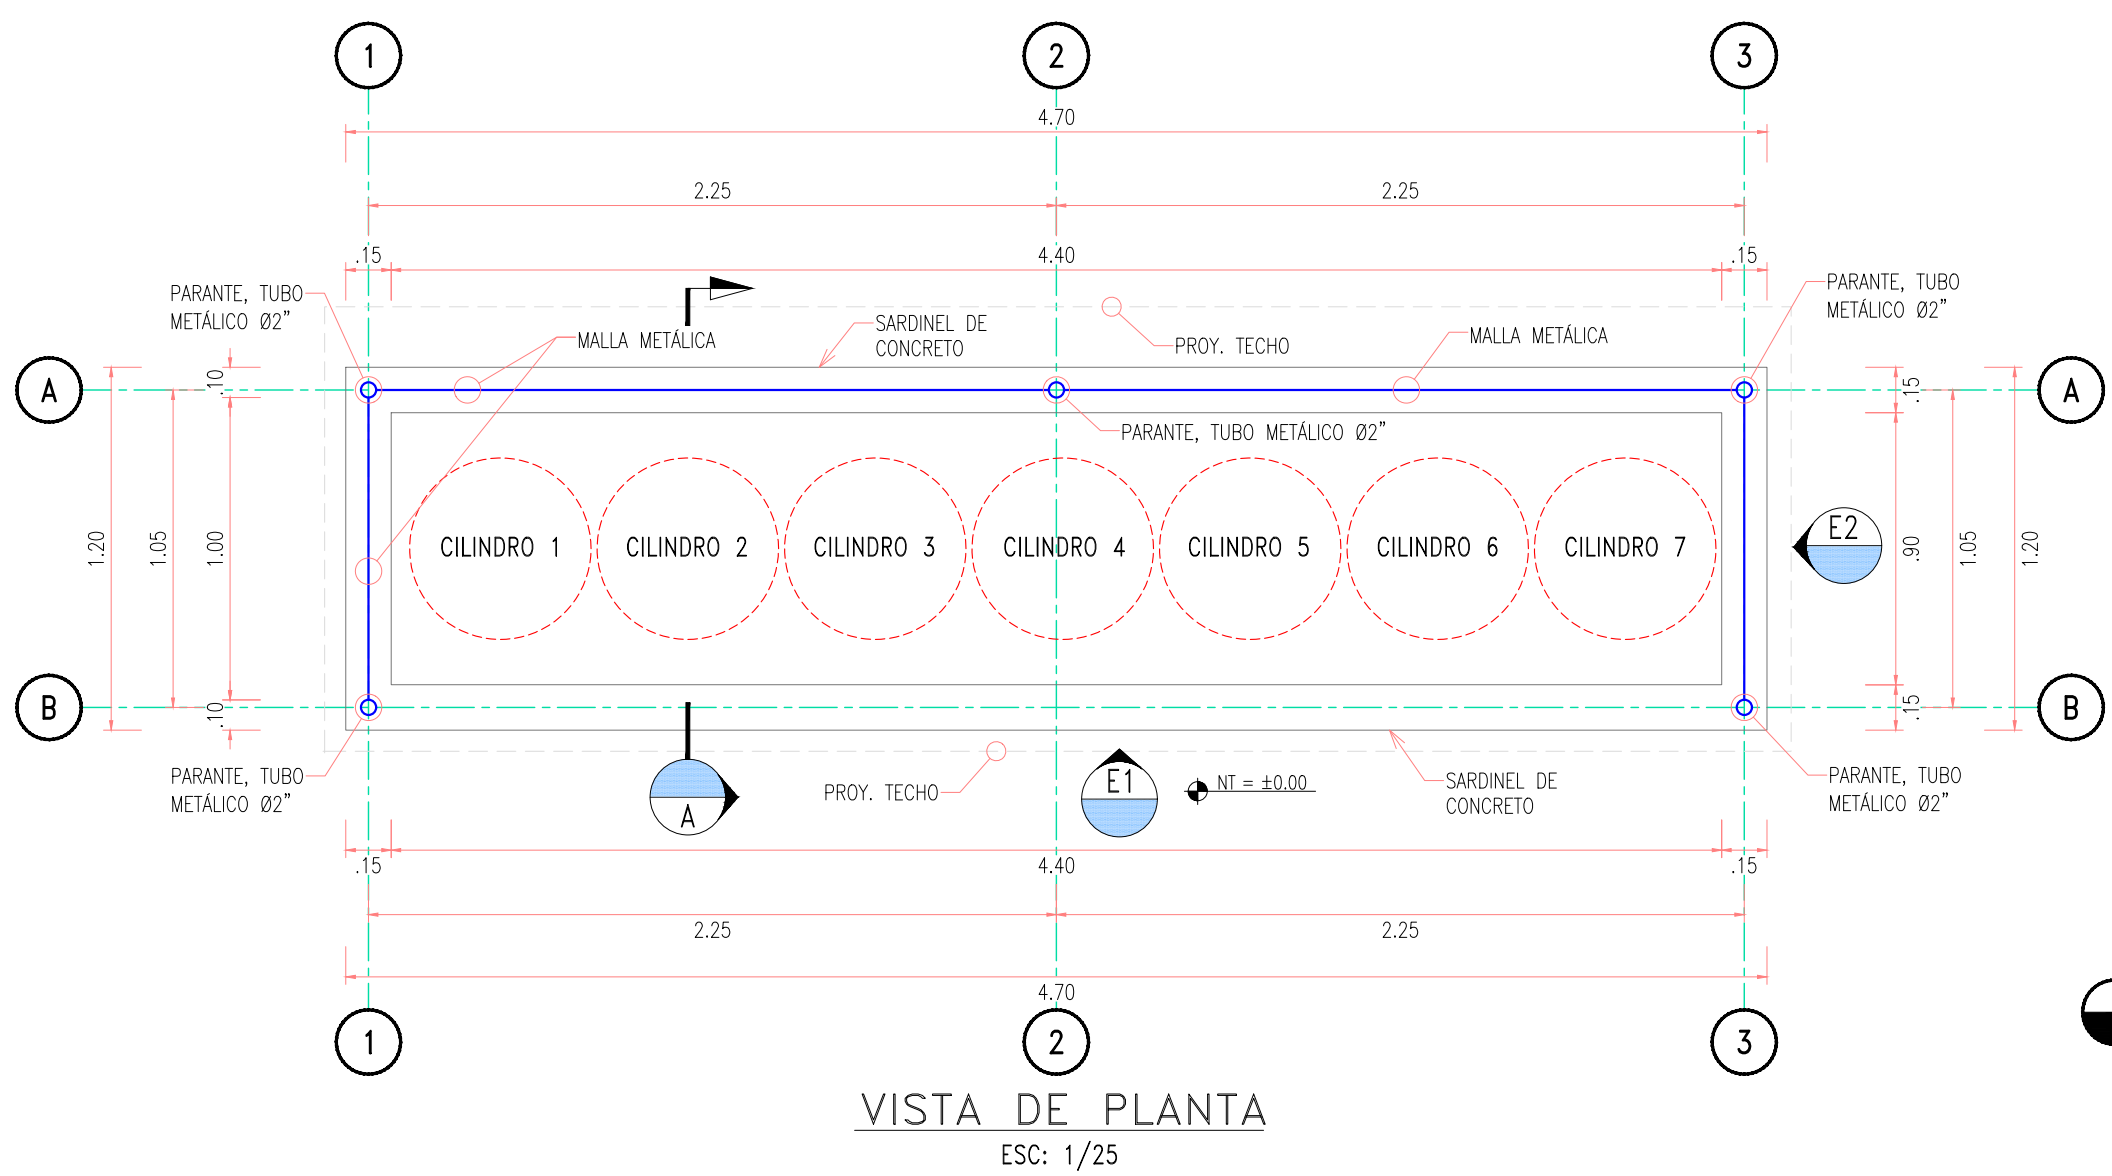 1
2
3
4.70
2.25
2.25
.15
4.40
.15
PARANTE, TUBO
METÁLICO Ø2”
MALLA METÁLICA
SARDINEL DE
CONCRETO
PROY. TECHO
MALLA METÁLICA
PARANTE, TUBO
METÁLICO Ø2”
A
A
.10
.15
PARANTE, TUBO METÁLICO Ø2”
1.20
1.05
1.00
CILINDRO 1
CILINDRO 2
CILINDRO 3
CILINDRO 4
CILINDRO 5
CILINDRO 6
CILINDRO 7
E2
.90
1.05
1.20
B
B
.10
.15
PARANTE, TUBO
METÁLICO Ø2”
A
PROY. TECHO
E1
NT = ±0.00
SARDINEL DE
CONCRETO
PARANTE, TUBO
METÁLICO Ø2”
.15
4.40
.15
2.25
2.25
4.70
1
2
3
VISTA DE PLANTA
ESC: 1/25